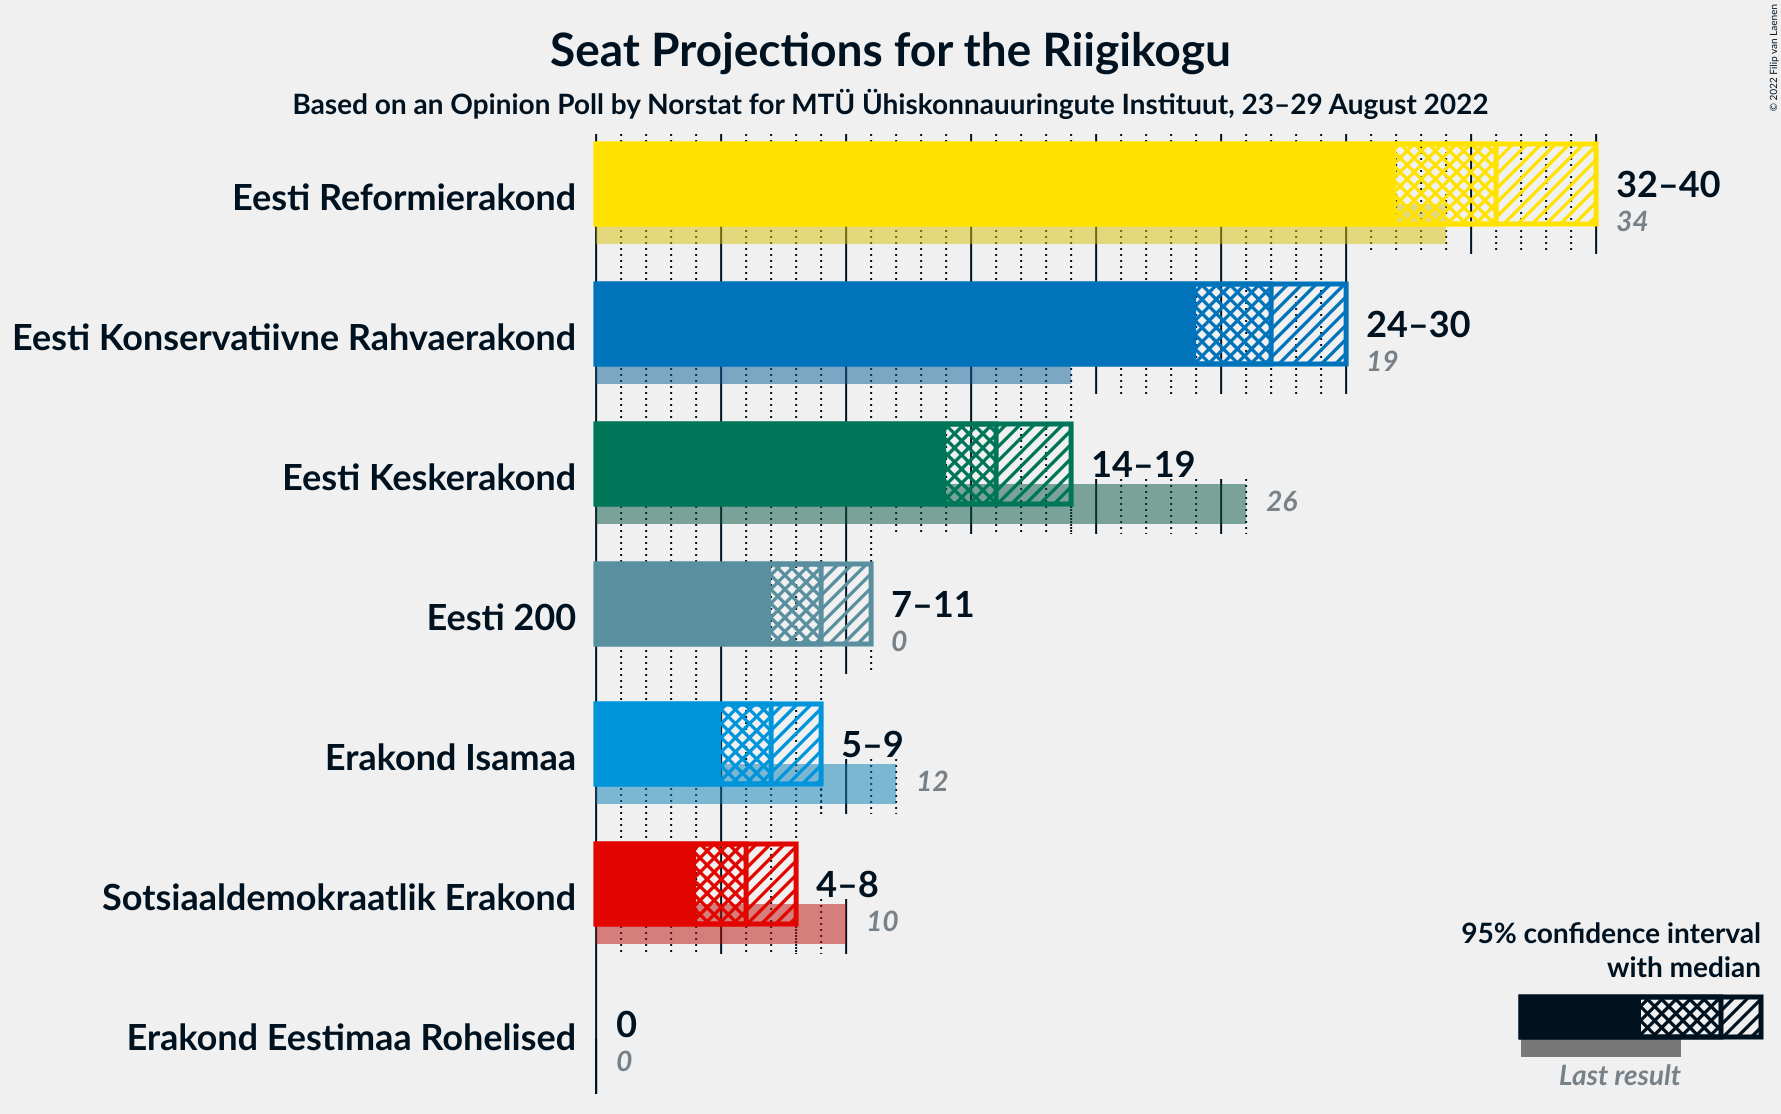 Seat Projections for the Riigikogu
Based on an Opinion Poll by Norstat for MTÜ Ühiskonnauuringute Instituut, 23–29 August 2022
© 2022 Filip van Laenen
Eesti Reformierakond
32–40
34
Eesti Konservatiivne Rahvaerakond
24–30
19
Eesti Keskerakond
14–19
26
Eesti 200
7–11
0
Erakond Isamaa
5–9
12
Sotsiaaldemokraatlik Erakond
4–8
10
Erakond Eestimaa Rohelised
0
0
95% confidence interval
with median
Last result